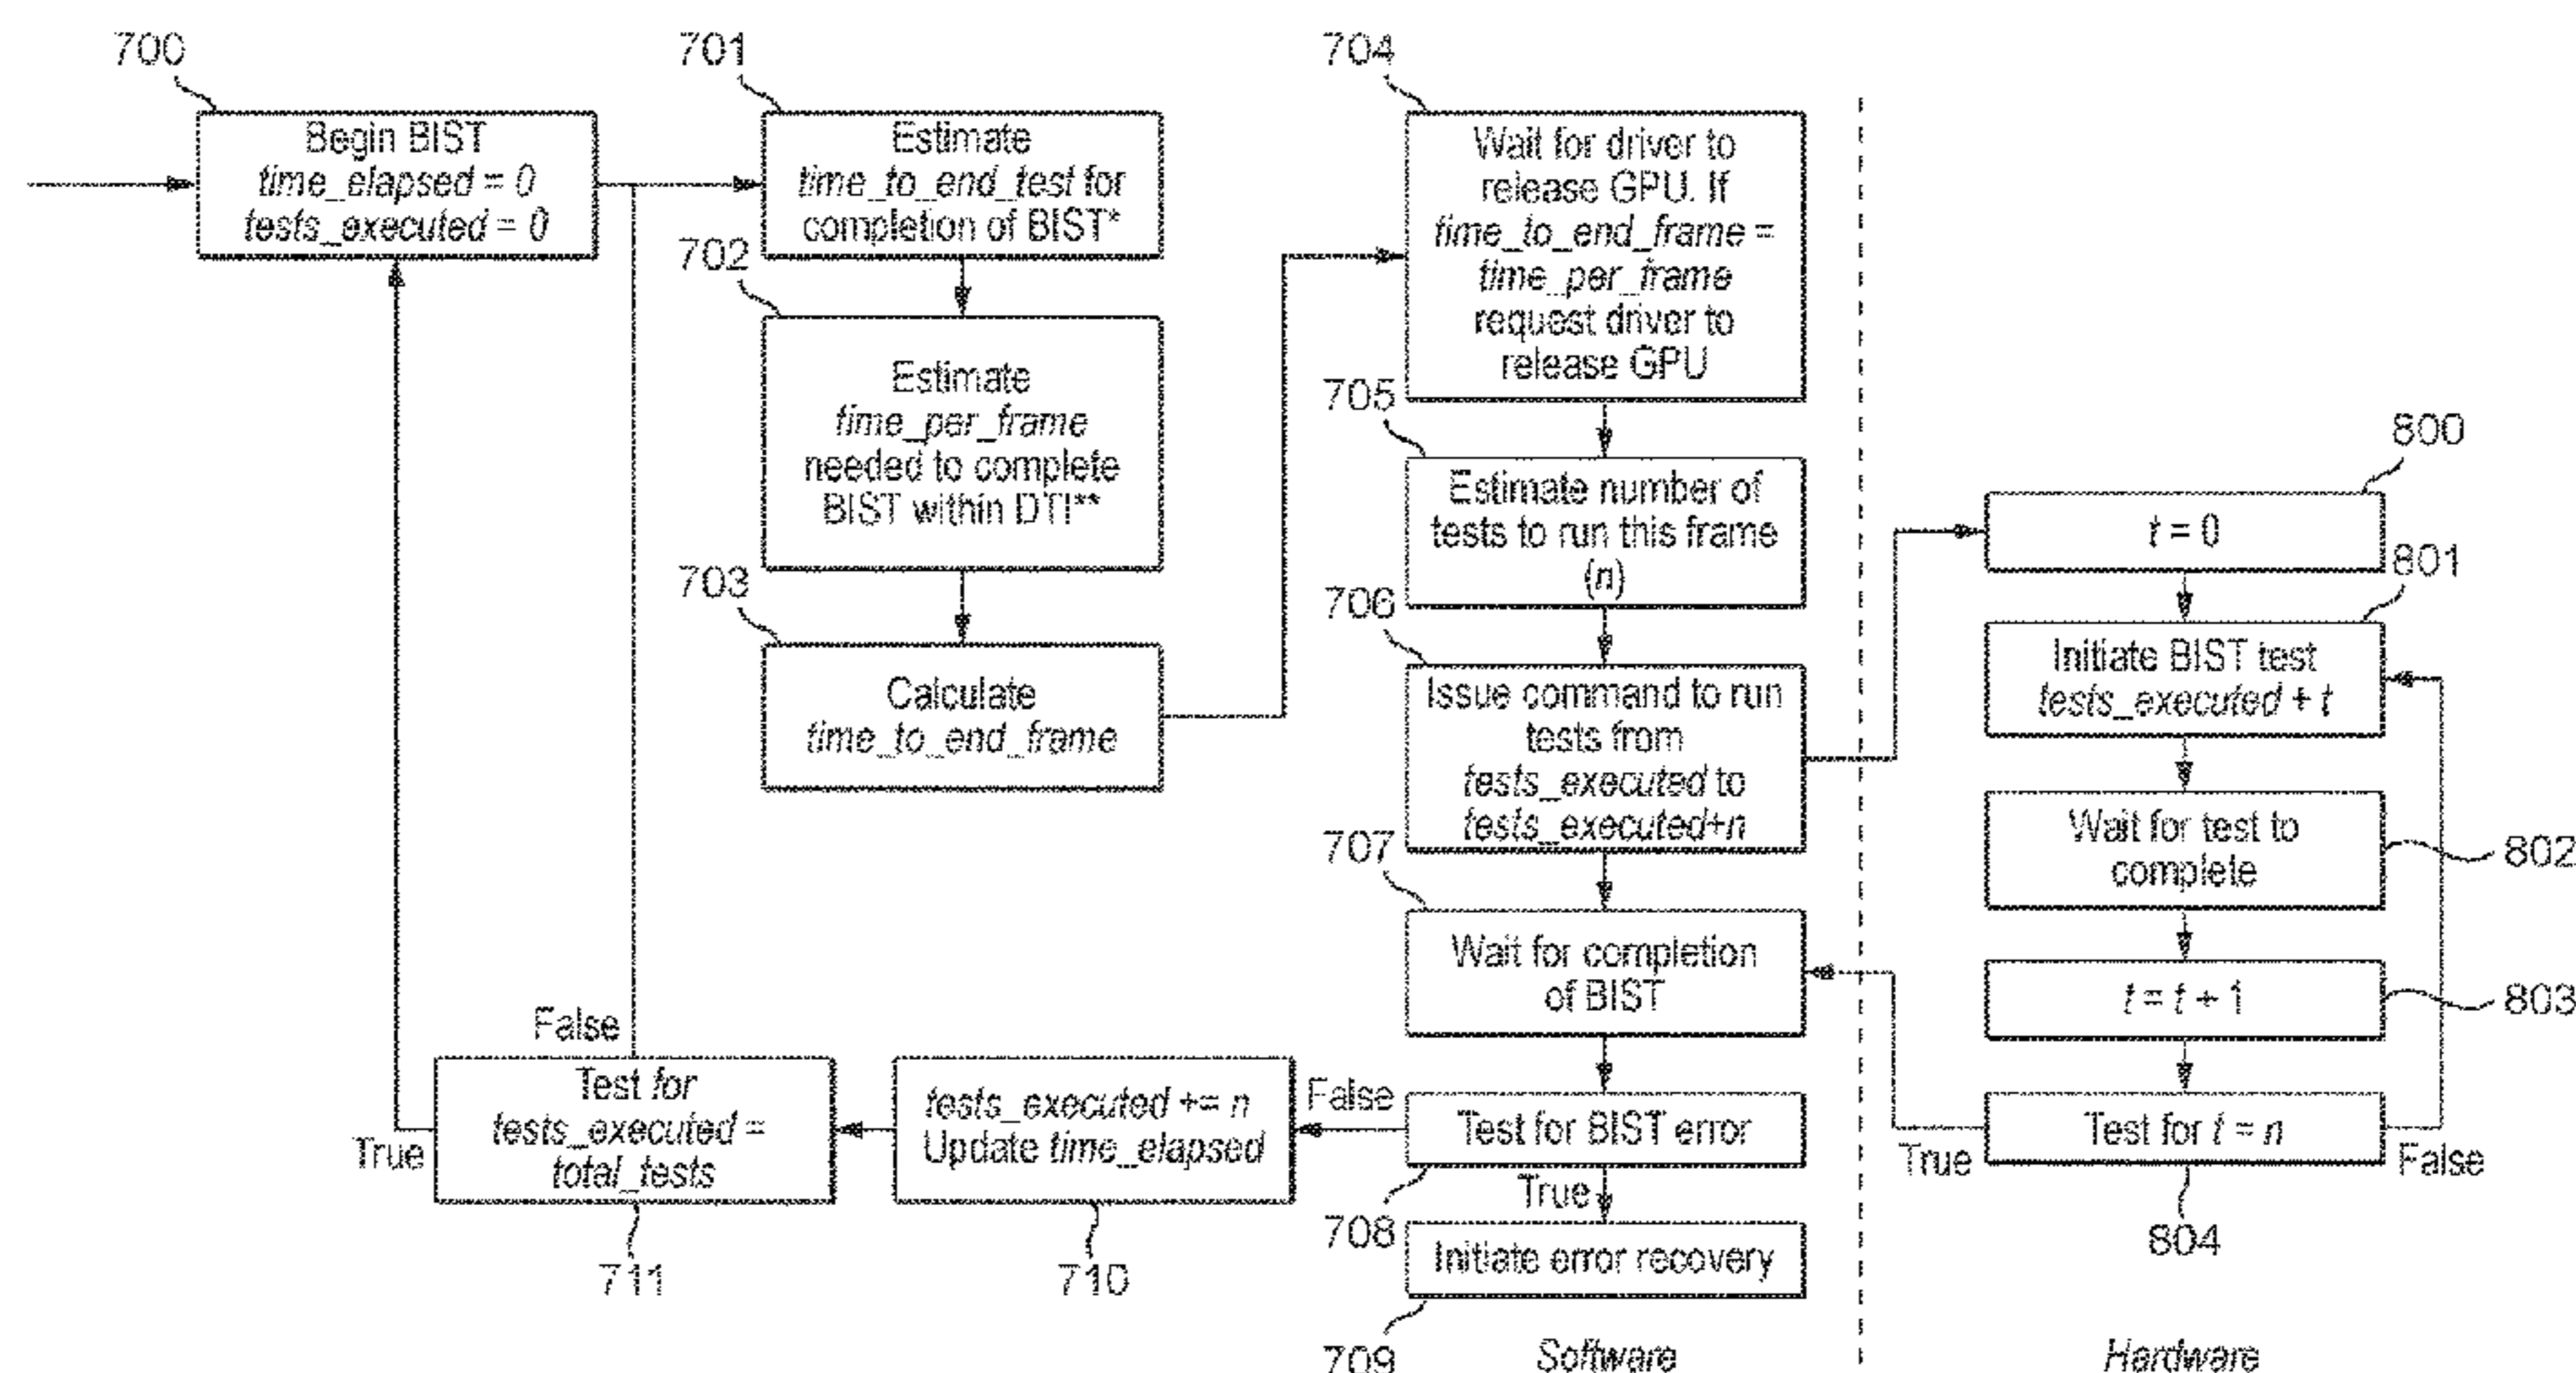 700
Begin BIST
time_elapsed = 0
tests_executed = 0
701
Estimate
time_to_end_test for
completion of BIST*
702
Estimate
time_per_frame
needed to complete
BIST within DTI**
703
Calculate
time_to_end_frame
704
Wait for driver to
release GPU. If
time_to_end_frame =
time_per_frame
request driver to
release GPU
705
Estimate number of
tests to run this frame
(n)
706
Issue command to run
tests from
tests_executed to
tests_executed+n
707
Wait for completion
of BIST
Test for BIST error
708
False
True
Initiate error recovery
709
tests_executed += n
Update time_elapsed
710
Test for
tests_executed =
total_tests
711
False
True
800
t = 0
801
Initiate BIST test
tests_executed + t
Wait for test to
complete
802
t = t + 1
803
Test for t = n
True
False
804
Software
Hardware